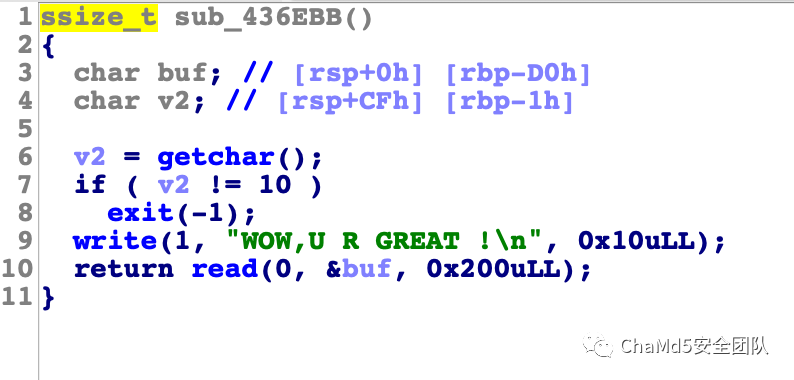 1 ssize_t sub_436EBB()
2 {
3 char buf; // [rsp+0h] [rbp-D0h]
4 char v2; // [rsp+CFh] [rbp-1h]
5
6 v2 = getchar();
7 if ( v2 != 10 )
8 exit(-1);
9 write(1, "WOW,U R GREAT !\n", 0x10uLL);
10 return read(0, &buf, 0x200uLL);
11 }
ChaMd5安全团队